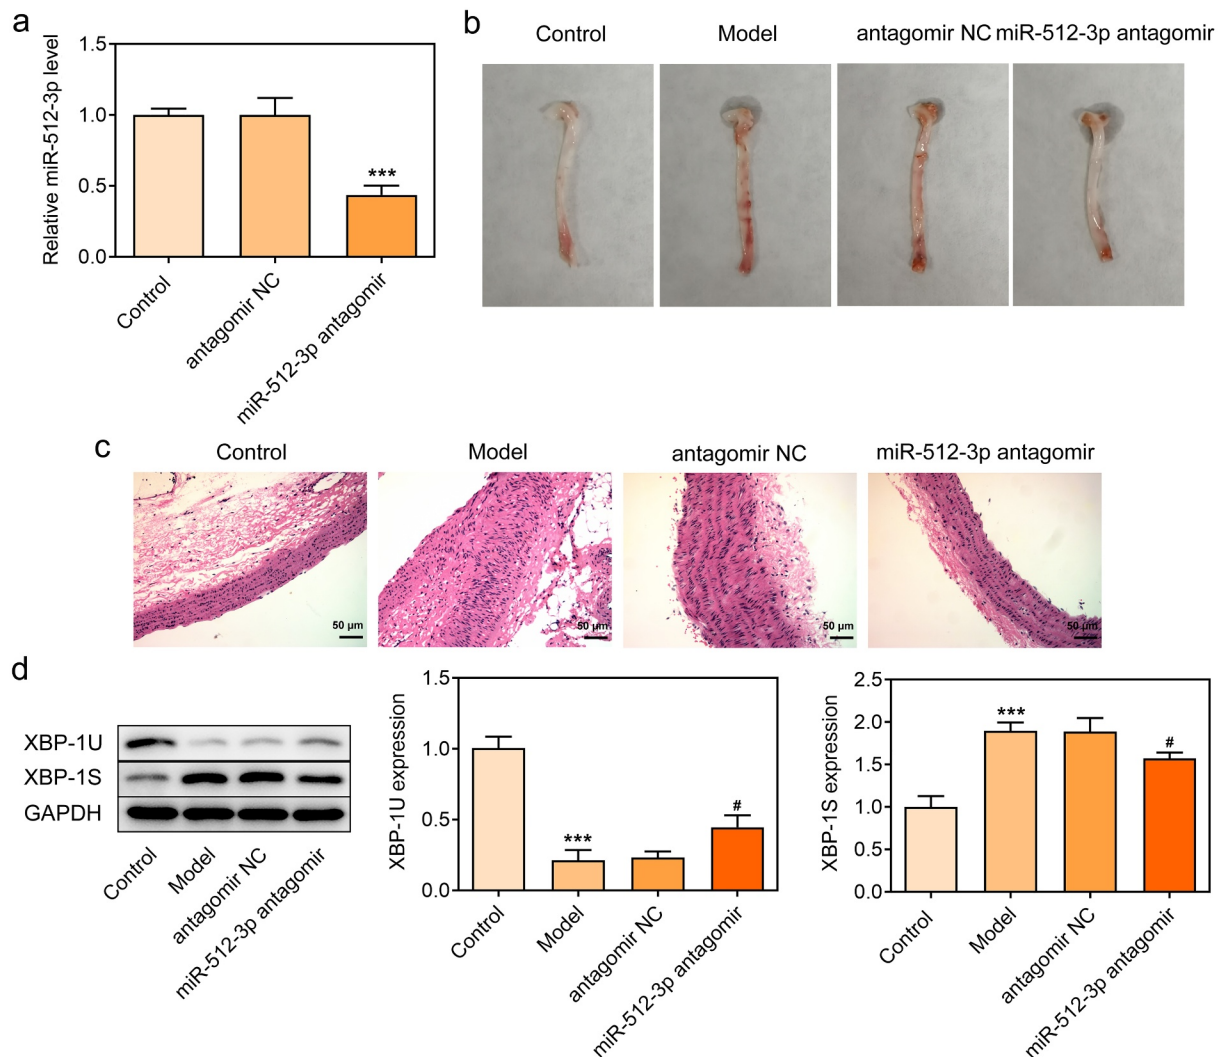 a
Relative miR-512-3p level
1.5
1.0
0.5
0.0
***
Control
antagomir NC
miR-512-3p antagomir
b
Control
Model
antagomir NC
miR-512-3p antagomir
c
Control
Model
antagomir NC
miR-512-3p antagomir
50 µm
50 µm
50 µm
50 µm
d
XBP-1U
XBP-1S
GAPDH
Control
Model
antagomir NC
miR-512-3p antagomir
XBP-1U expression
1.5
1.0
0.5
0.0
***
#
Control
Model
antagomir NC
miR-512-3p antagomir
XBP-1S expression
2.5
2.0
1.5
1.0
0.5
0.0
***
#
Control
Model
antagomir NC
miR-512-3p antagomir